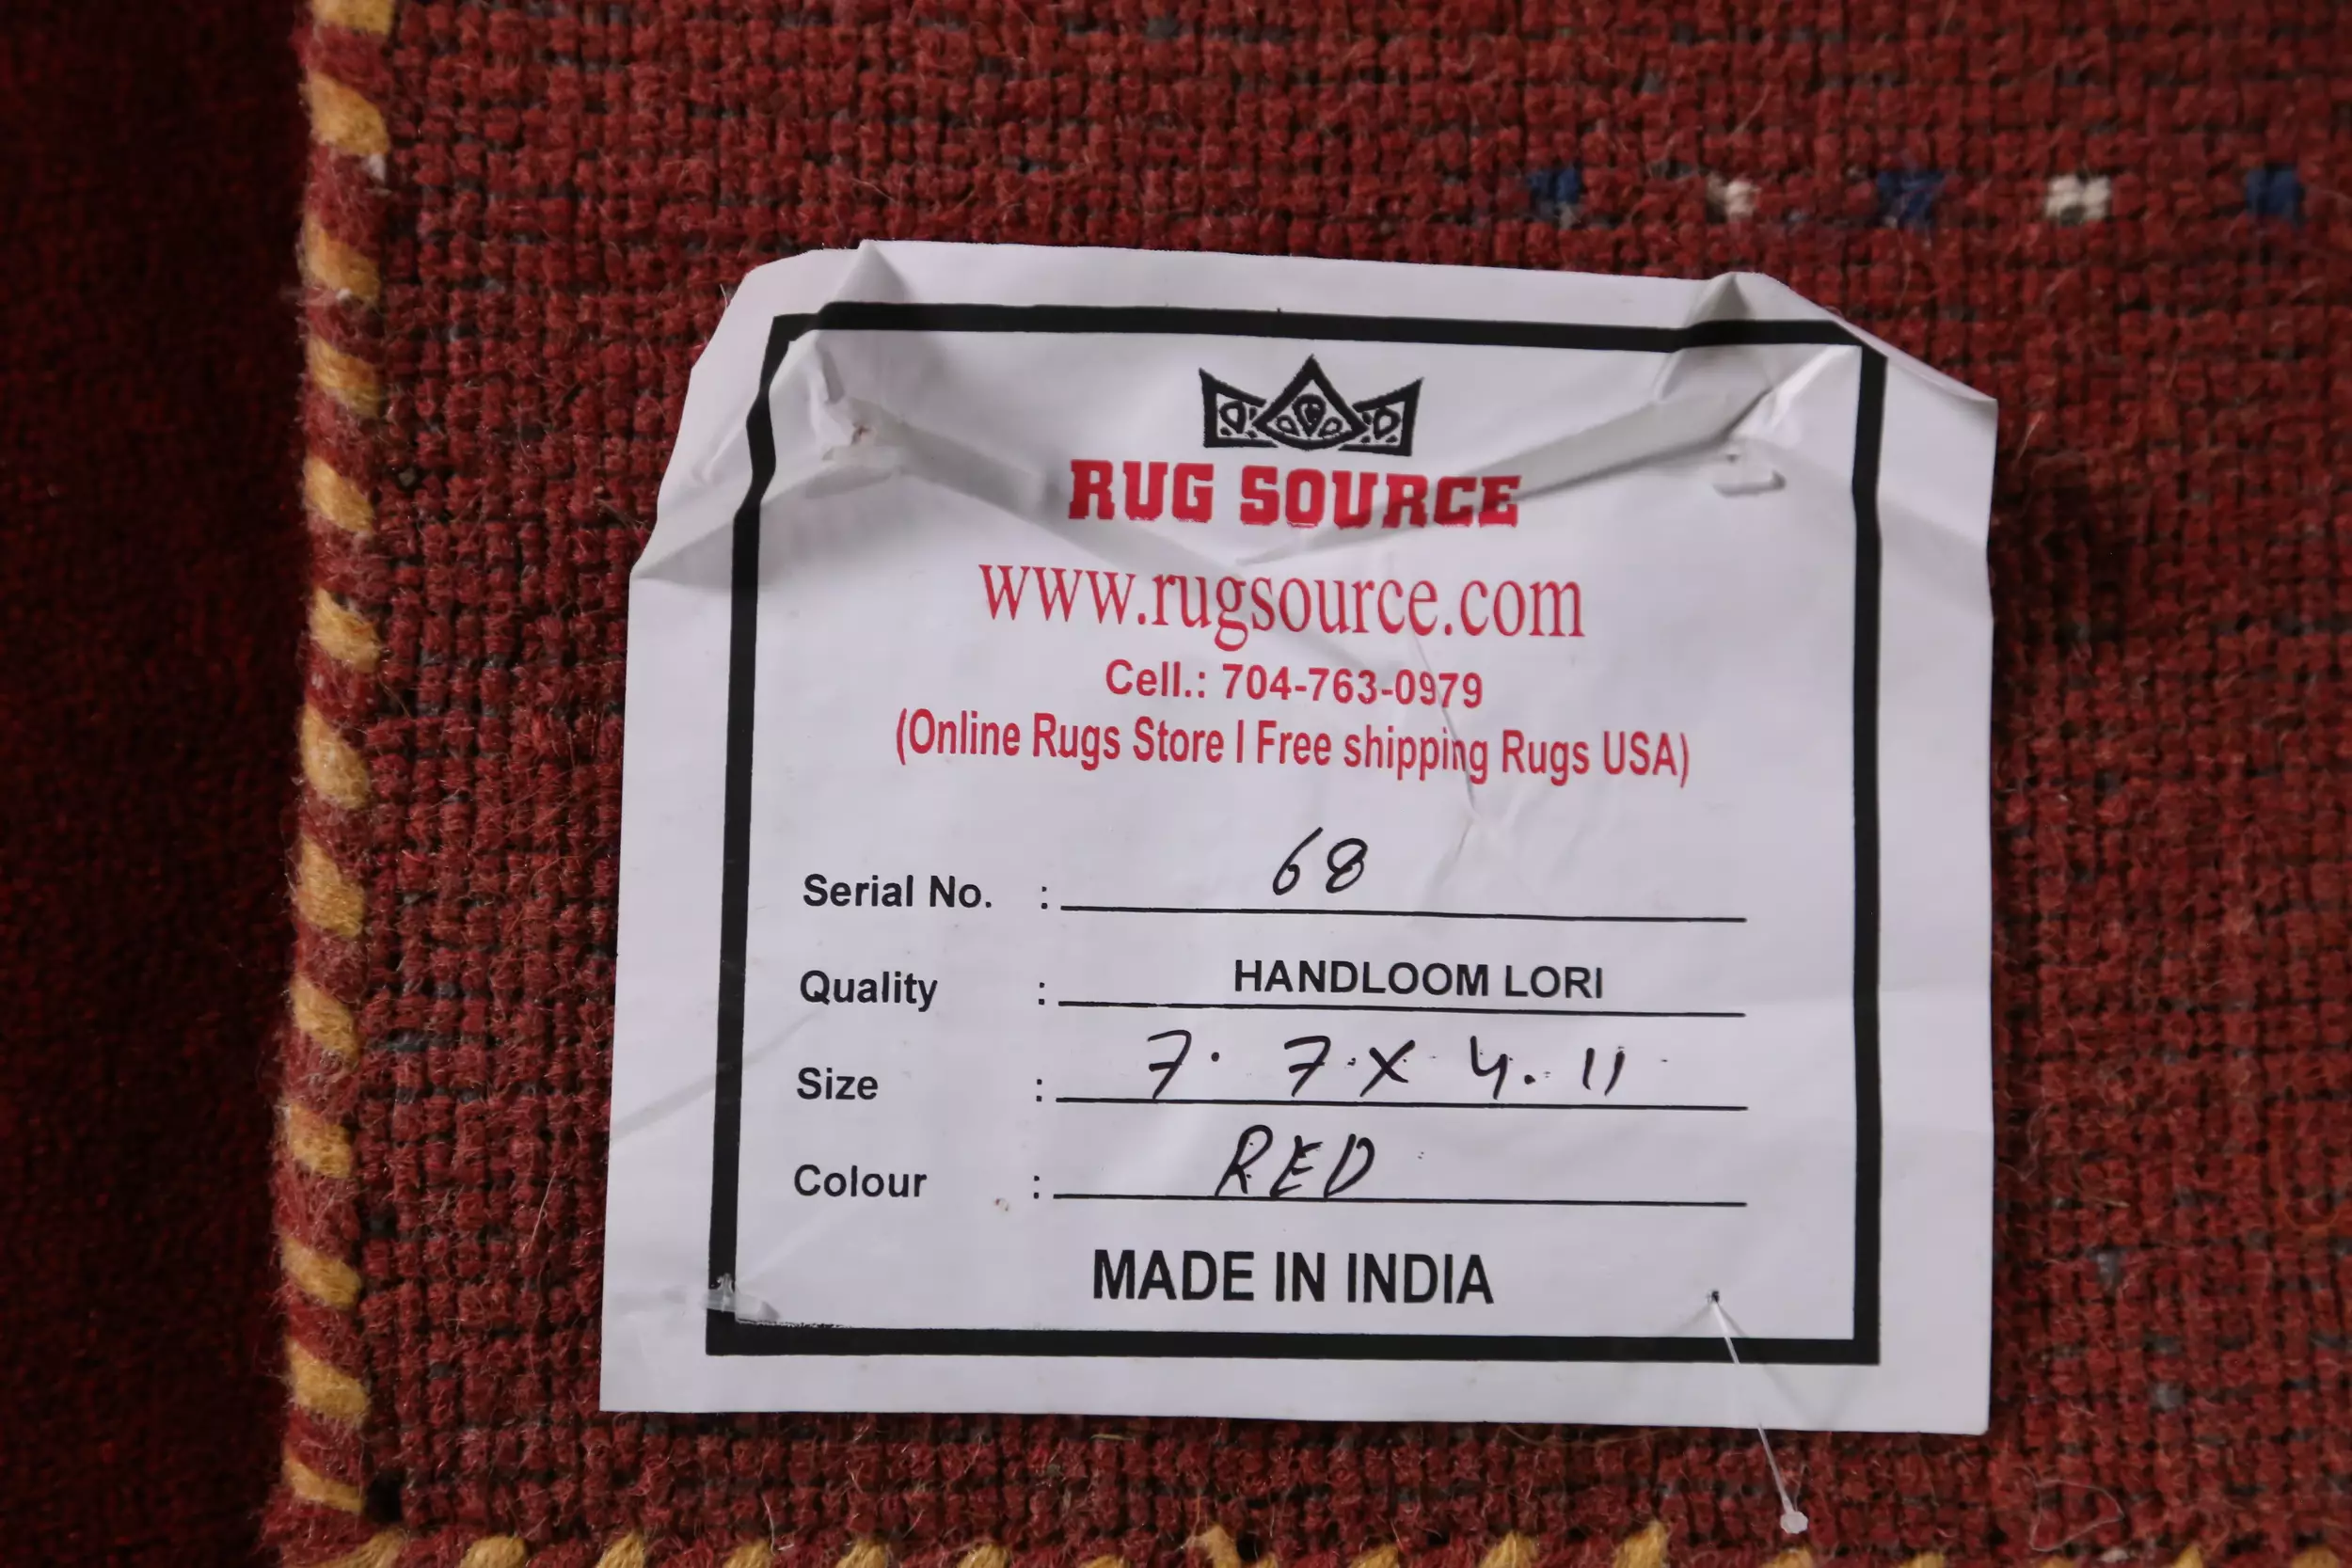 RUG SOURCE
www.rugsource.com
Cell.: 704-763-0979
(Online Rugs Store I Free shipping Rugs USA)
Serial No. : 68
Quality : HANDLOOM LORI
Size : 7. 7 X 4. 11
Colour : RED
MADE IN INDIA